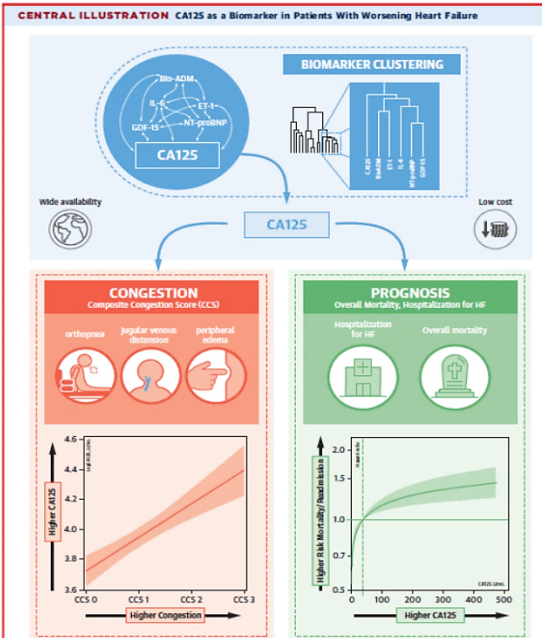 CENTRAL ILLUSTRATION CA125 as a Biomarker in Patients With Worsening Heart Failure
BIOMARKER CLUSTERING
Bio-ADM
IL-6
ET-1
GDF-15
NT-proBNP
CA125
CA125
BioADM
ET-1
IL-6
NT-proBNP
GDF-15
Wide availability
CA125
Low cost
CONGESTION
Composite Congestion Score (CCS)
orthopnea
Jugular venous
distension
peripheral
edema
Higher CA125
4.6
4.4
4.2
4.0
3.8
3.6
CCS 0
CCS 1
CCS 2
CCS 3
Higher Congestion
PROGNOSIS
Overall Mortality, Hospitalization for HF
Hospitalization
for HF
Overall mortality
Higher Risk Mortality/Readmission
2.0
1.5
1.0
0.7
0.5
CA125 U/mL
0
100
200
300
400
500
Higher CA125